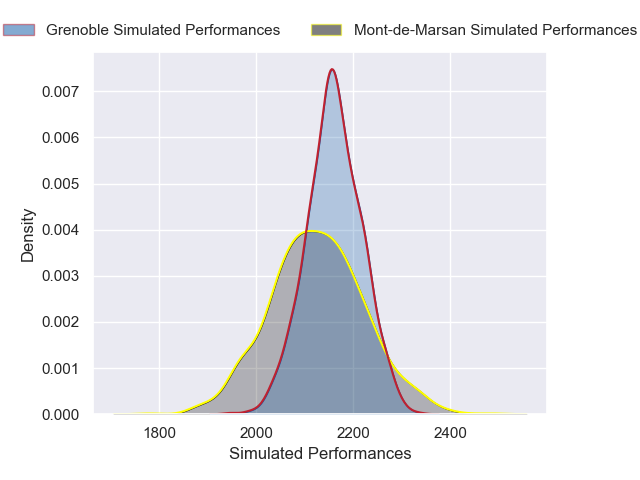 Grenoble Simulated Performances
Mont-de-Marsan Simulated Performances
0.007
0.006
0.005
0.004
0.003
0.002
0.001
0.000
Density
1800 2000 2200 2400
Simulated Performances